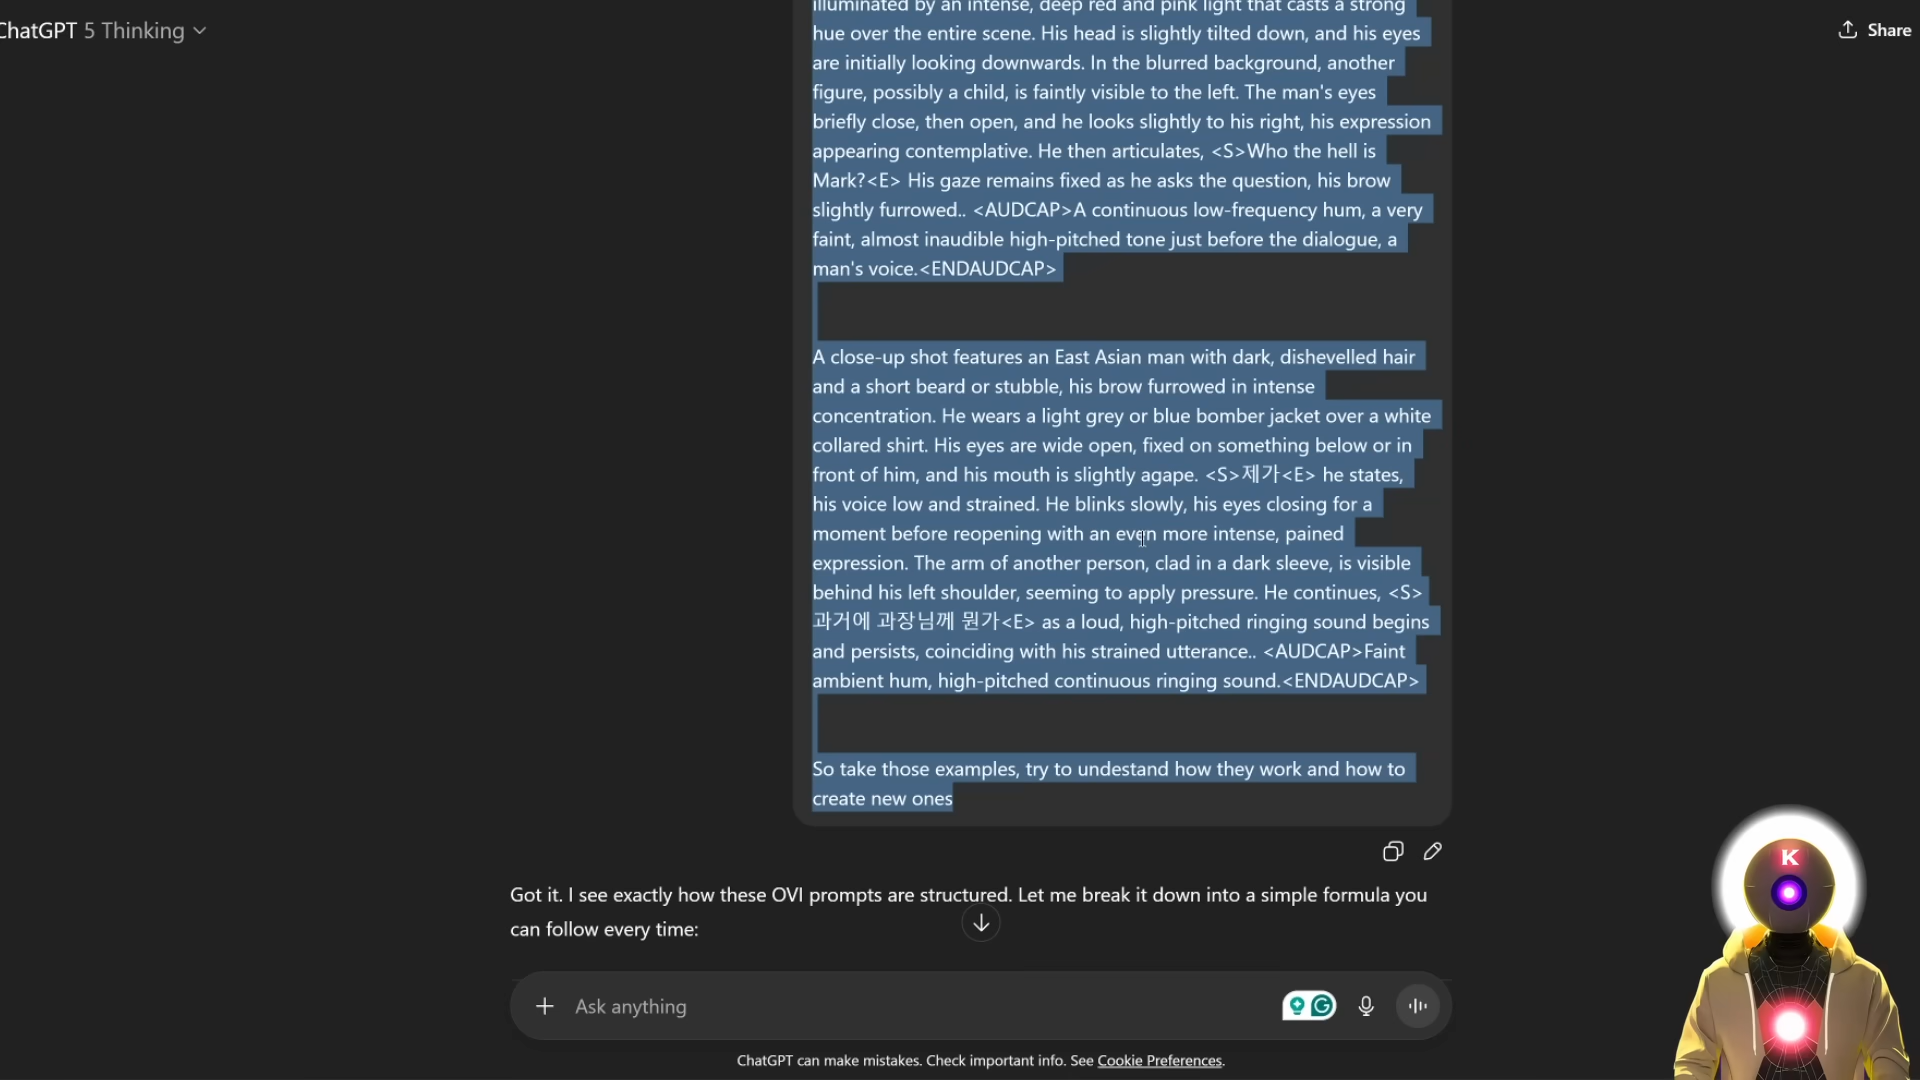 ChatGPT 5 Thinking
Share
illuminated by an intense, deep red and pink light that casts a strong
hue over the entire scene. His head is slightly tilted down, and his eyes
are initially looking downwards. In the blurred background, another
figure, possibly a child, is faintly visible to the left. The man's eyes
briefly close, then open, and he looks slightly to his right, his expression
appearing contemplative. He then articulates, <S>Who the hell is
Mark?<E> His gaze remains fixed as he asks the question, his brow
slightly furrowed.. <AUDCAP>A continuous low-frequency hum, a very
faint, almost inaudible high-pitched tone just before the dialogue, a
man's voice.<ENDAUDCAP>
A close-up shot features an East Asian man with dark, dishevelled hair
and a short beard or stubble, his brow furrowed in intense
concentration. He wears a light grey or blue bomber jacket over a white
collared shirt. His eyes are wide open, fixed on something below or in
front of him, and his mouth is slightly agape. <S>제가<E> he states,
his voice low and strained. He blinks slowly, his eyes closing for a
moment before reopening with an even more intense, pained
expression. The arm of another person, clad in a dark sleeve, is visible
behind his left shoulder, seeming to apply pressure. He continues, <S>
과거에 과장님께 뭔가<E> as a loud, high-pitched ringing sound begins
and persists, coinciding with his strained utterance.. <AUDCAP>Faint
ambient hum, high-pitched continuous ringing sound.<ENDAUDCAP>
So take those examples, try to undestand how they work and how to
create new ones
Got it. I see exactly how these OVI prompts are structured. Let me break it down into a simple formula you
can follow every time:
Ask anything
ChatGPT can make mistakes. Check important info. See Cookie Preferences.
K